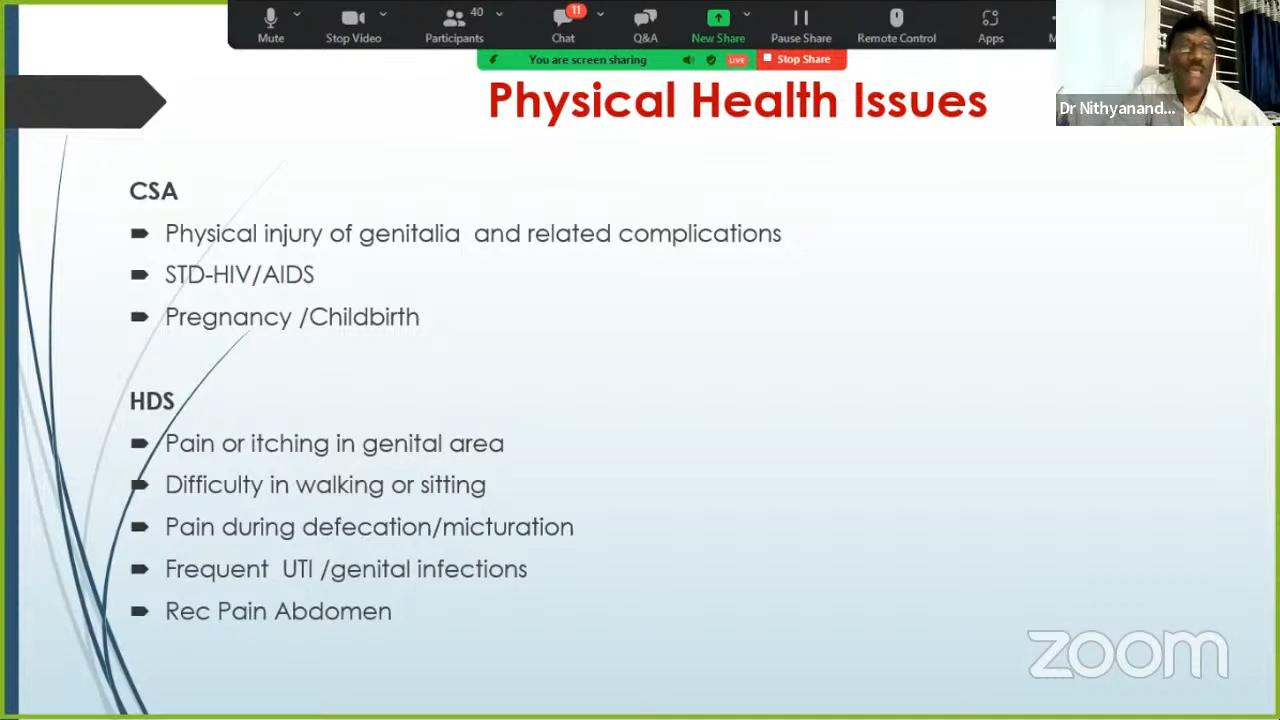 Mute
Stop Video
Participants
40
Chat
11
Q&A
New Share
Pause Share
Remote Control
Apps
You are screen sharing
LIVE
Stop Share
Dr Nithyanand...
Physical Health Issues
CSA
Physical injury of genitalia and related complications
STD-HIV/AIDS
Pregnancy /Childbirth
HDS
Pain or itching in genital area
Difficulty in walking or sitting
Pain during defecation/micturation
Frequent UTI /genital infections
Rec Pain Abdomen
zoom